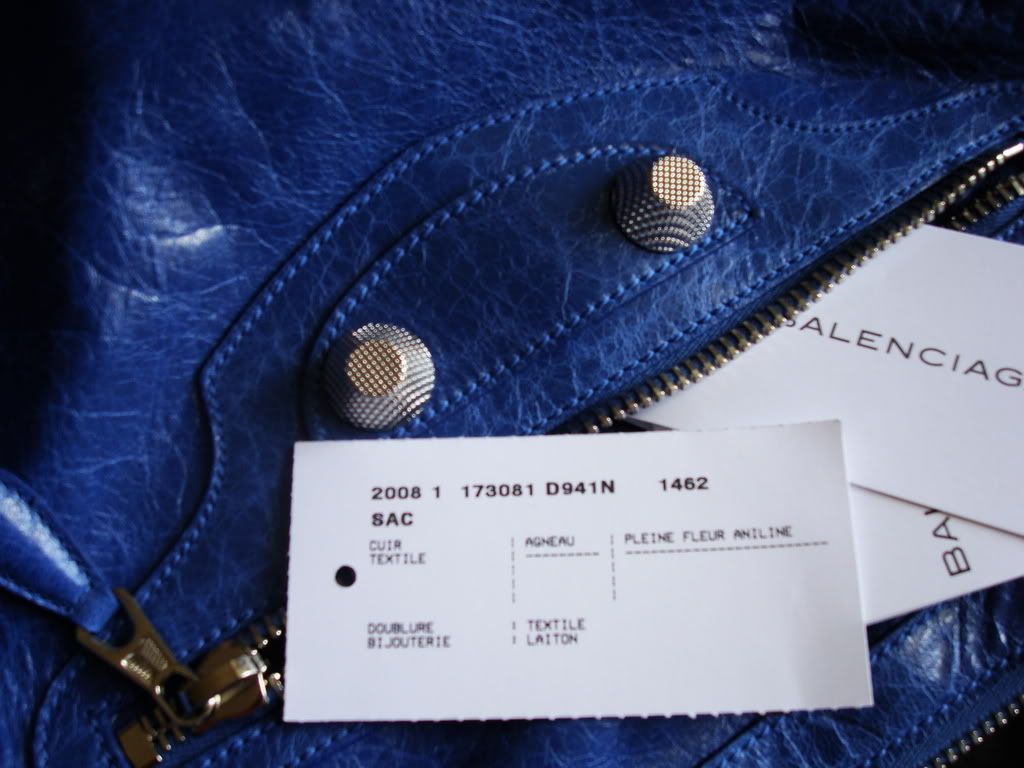 BALENCIAG
2008 1 173081 D941N 1462
SAC
CUIR AGNEAU PLEINE FLEUR ANILINE
TEXTILE
DOUBLURE : TEXTILE
BIJOUTERIE : LAITON
BA